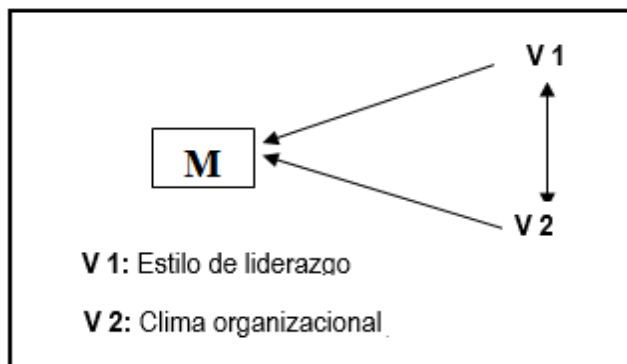 V 1
M
V 2
V 1: Estilo de liderazgo
V 2: Clima organizacional